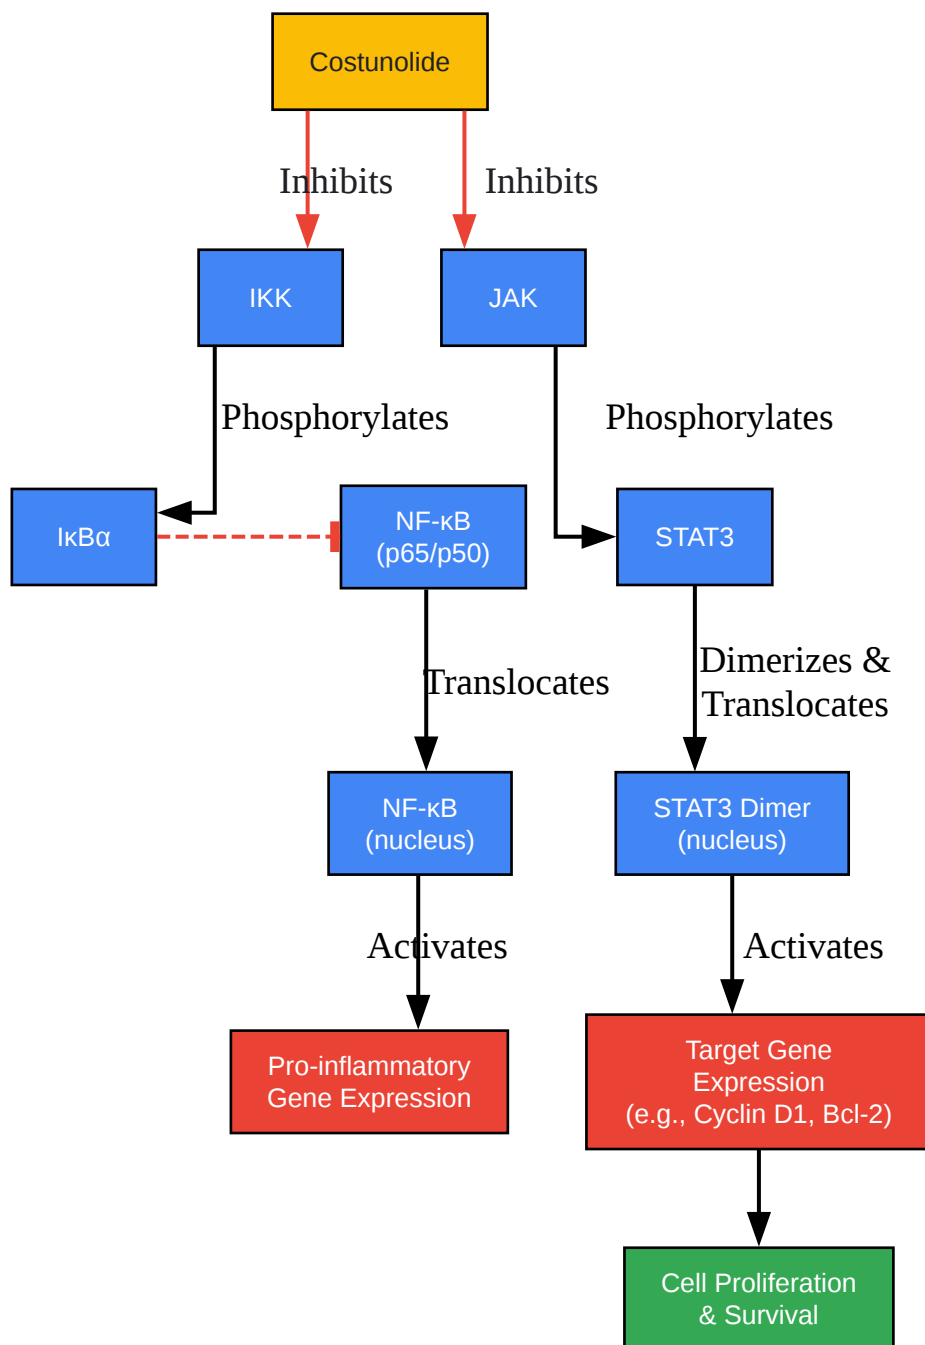 Costunolide
Inhibits
Inhibits
IKK
JAK
Phosphorylates
Phosphorylates
IκBα
NF-κB
(p65/p50)
STAT3
Translocates
Dimerizes &
Translocates
NF-κB
(nucleus)
STAT3 Dimer
(nucleus)
Activates
Activates
Pro-inflammatory
Gene Expression
Target Gene
Expression
(e.g., Cyclin D1, Bcl-2)
Cell Proliferation
& Survival